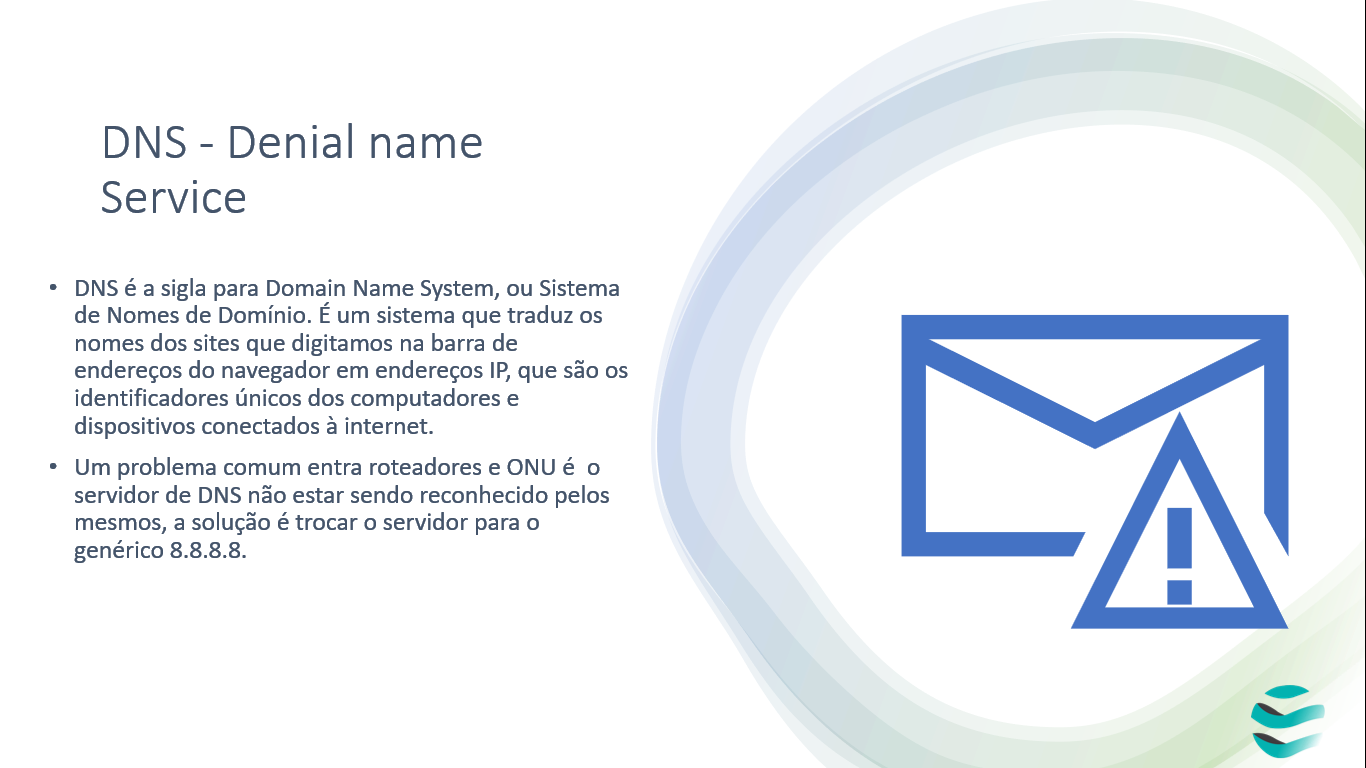 DNS - Denial name
Service
• DNS é a sigla para Domain Name System, ou Sistema
de Nomes de Domínio. É um sistema que traduz os
nomes dos sites que digitamos na barra de
endereços do navegador em endereços IP, que são os
identificadores únicos dos computadores e
dispositivos conectados à internet.
• Um problema comum entra roteadores e ONU é  o
servidor de DNS não estar sendo reconhecido pelos
mesmos, a solução é trocar o servidor para o
genérico 8.8.8.8.